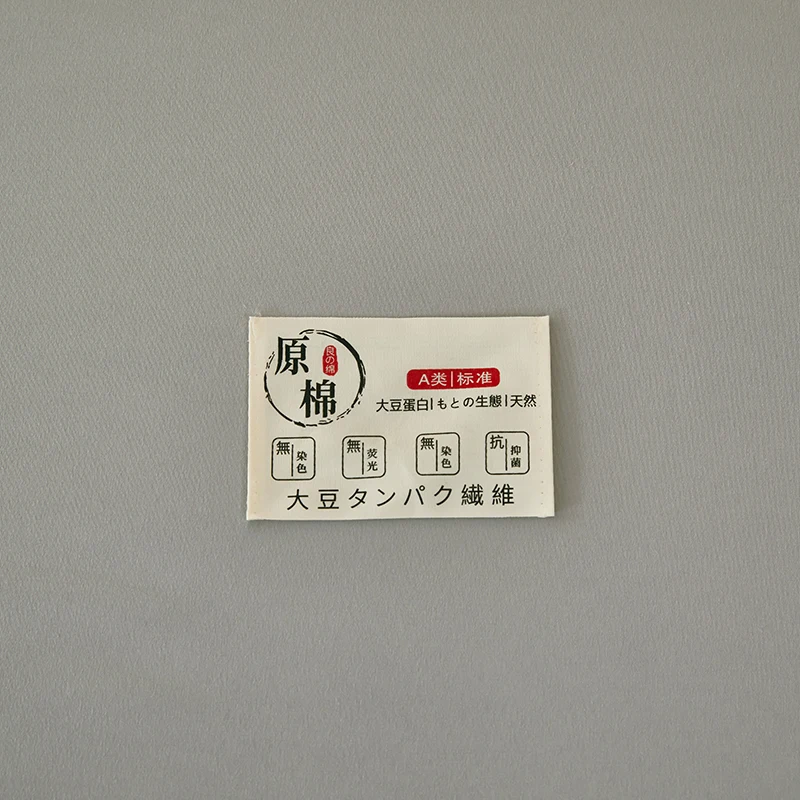 原棉
良の绵
A类|标准
大豆蛋白|もとの生態|天然
無|染色
無|荧光
無|染色
抗|抑菌
大豆タンパク繊維